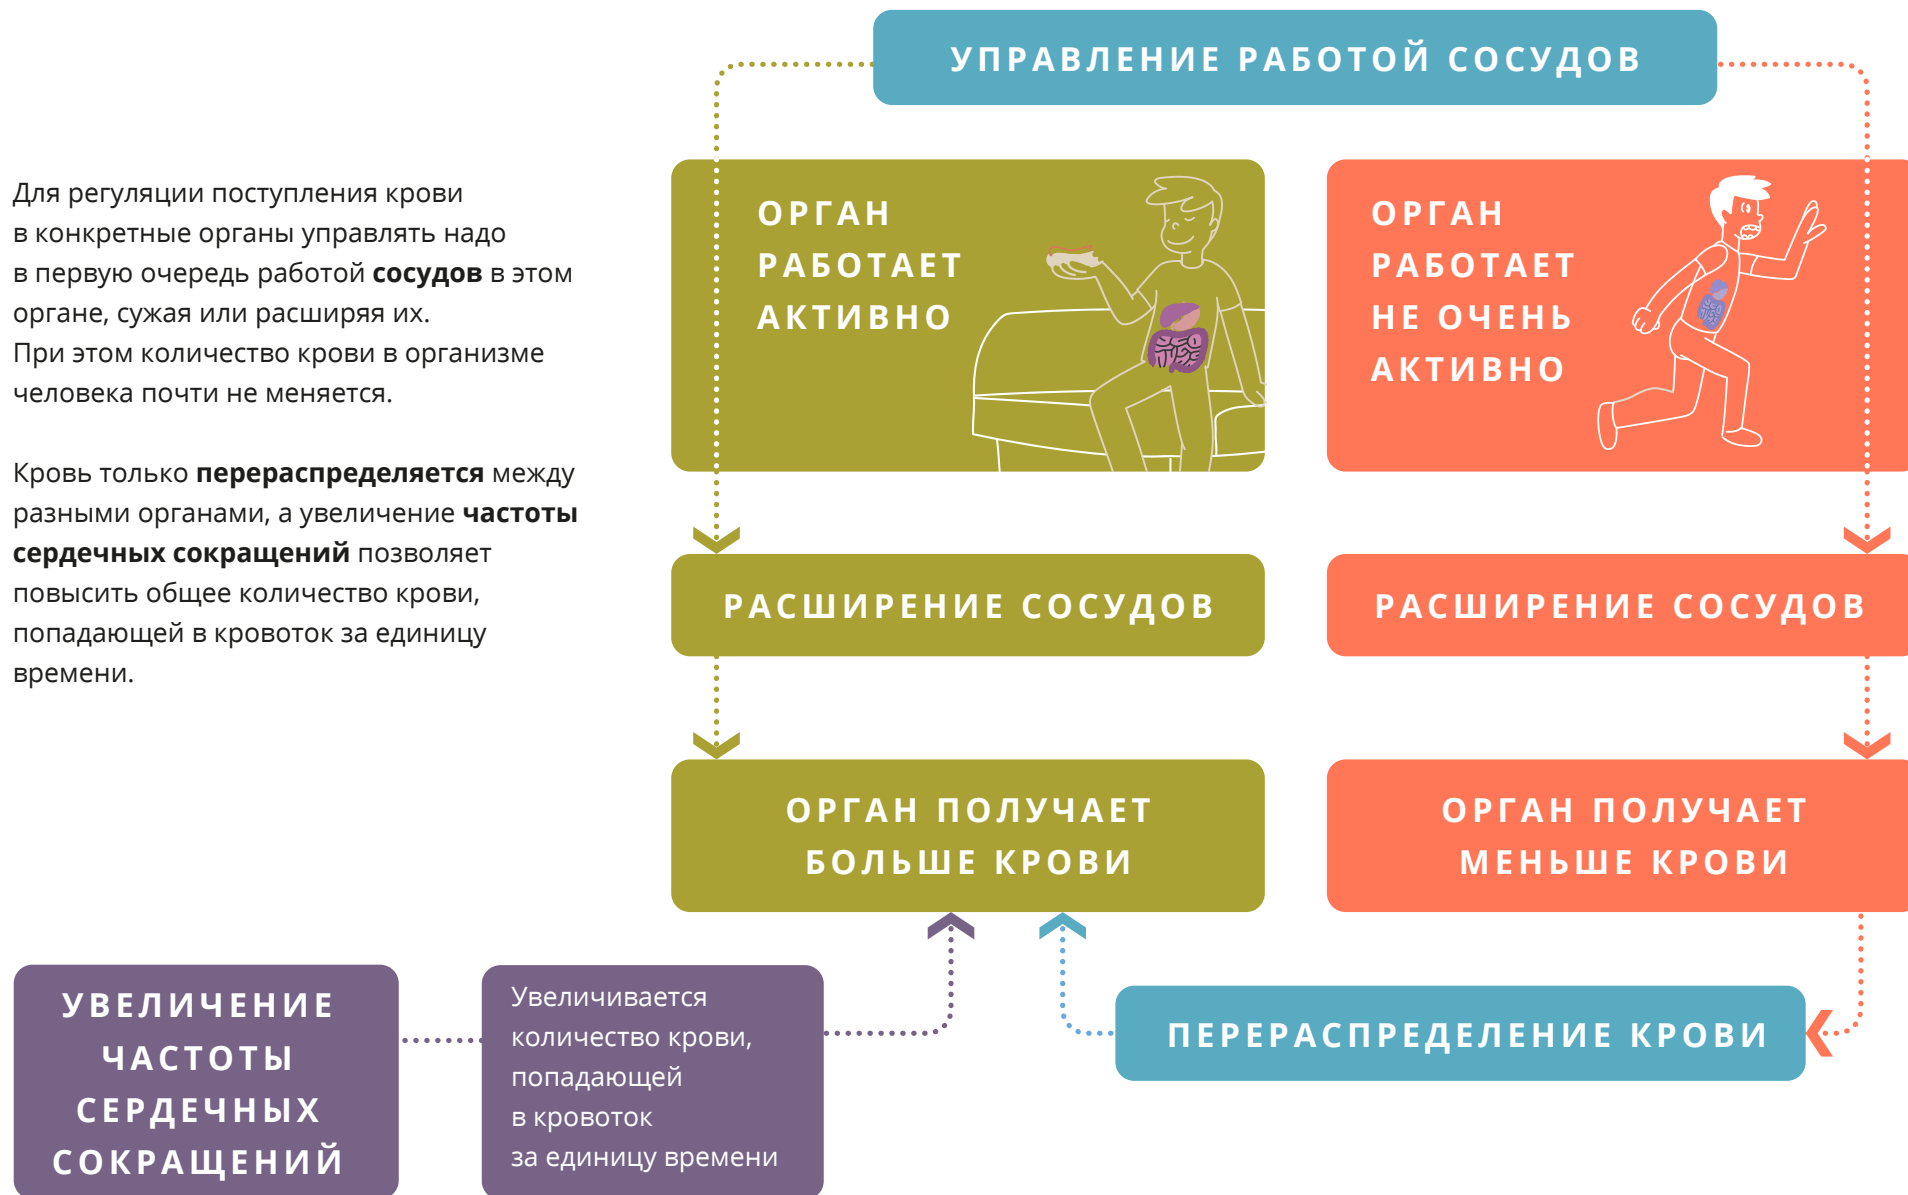 УПРАВЛЕНИЕ РАБОТОЙ СОСУДОВ
Для регуляции поступления крови
в конкретные органы управлять надо
в первую очередь работой сосудов в этом
органе, сужая или расширяя их.
При этом количество крови в организме
человека почти не меняется.
Кровь только перераспределяется между
разными органами, а увеличение частоты
сердечных сокращений позволяет
повысить общее количество крови,
попадающей в кровоток за единицу
времени.
ОРГАН
РАБОТАЕТ
АКТИВНО
ОРГАН
РАБОТАЕТ
НЕ ОЧЕНЬ
АКТИВНО
РАСШИРЕНИЕ СОСУДОВ
РАСШИРЕНИЕ СОСУДОВ
ОРГАН ПОЛУЧАЕТ
БОЛЬШЕ КРОВИ
ОРГАН ПОЛУЧАЕТ
МЕНЬШЕ КРОВИ
УВЕЛИЧЕНИЕ
ЧАСТОТЫ
СЕРДЕЧНЫХ
СОКРАЩЕНИЙ
Увеличивается
количество крови,
попадающей
в кровоток
за единицу времени
ПЕРЕРАСПРЕДЕЛЕНИЕ КРОВИ